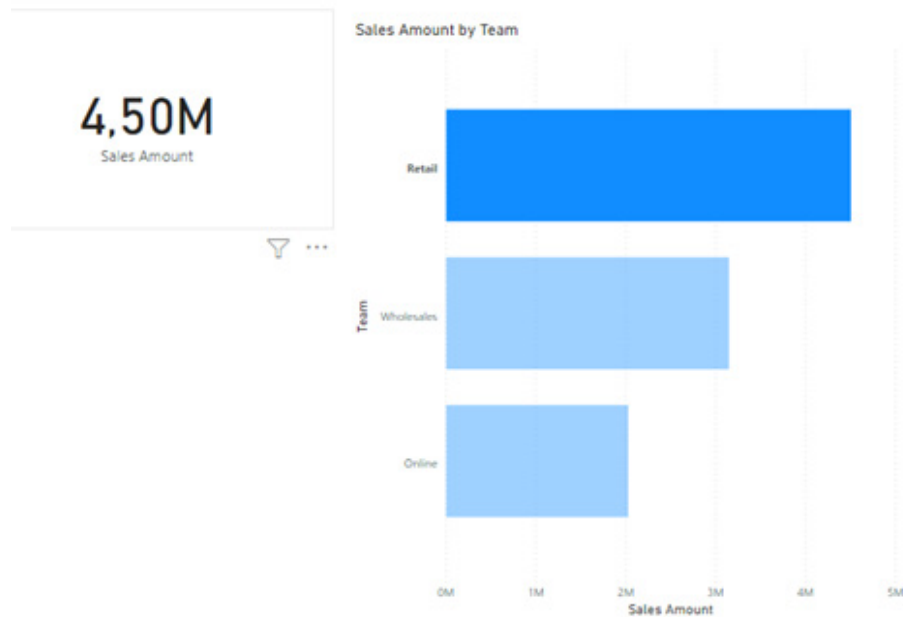 4,50M
Sales Amount
Sales Amount by Team
Team
Retail
Wholesales
Online
0M 1M 2M 3M 4M 5M
Sales Amount